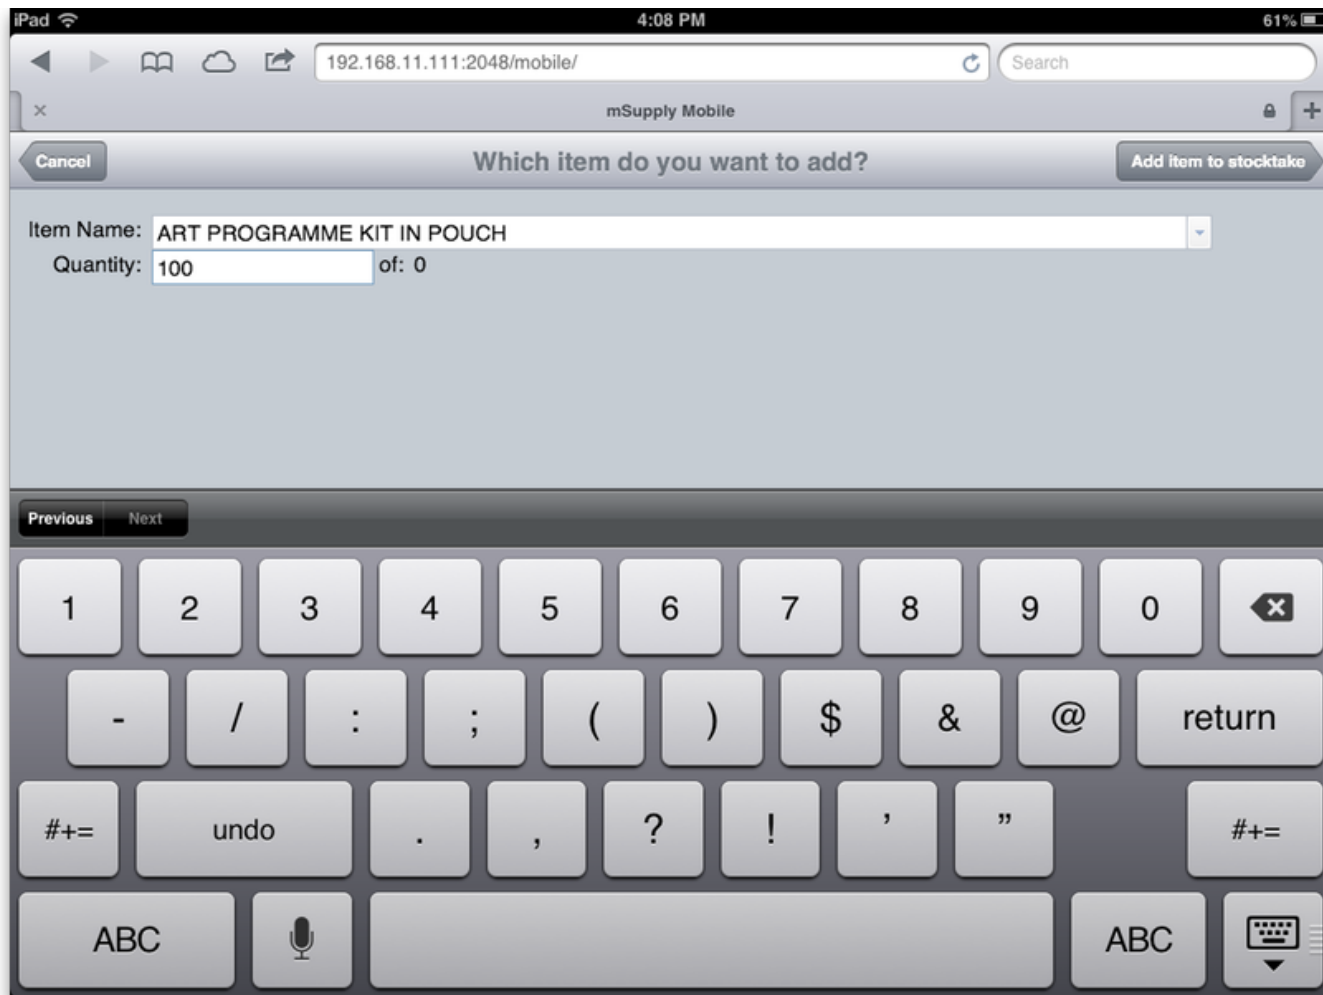 iPad 4:08 PM 61%
192.168.11.111:2048/mobile/ Search
mSupply Mobile
Cancel Which item do you want to add? Add item to stocktake
Item Name: ART PROGRAMME KIT IN POUCH
Quantity: 100 of: 0
Previous Next
1 2 3 4 5 6 7 8 9 0
- / : ; ( ) $ & @ return
#+= undo . , ? ! ’ ” #+=
ABC ABC